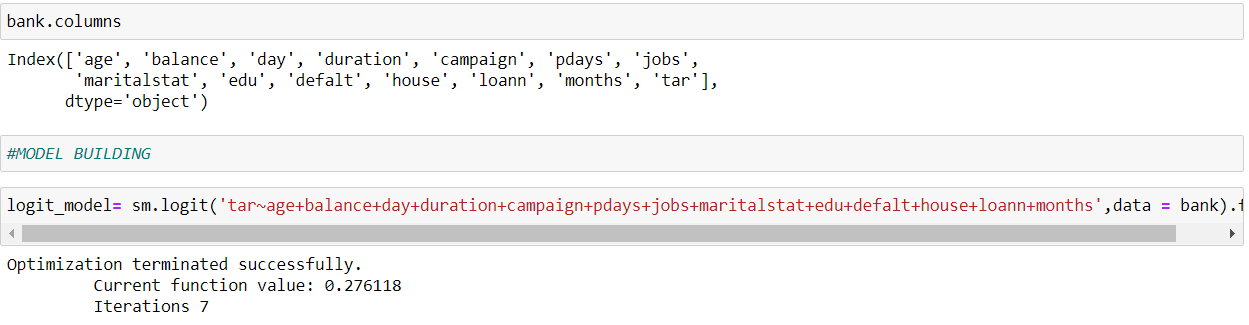 bank.columns
Index(['age', 'balance', 'day', 'duration', 'campaign', 'pdays', 'jobs',
'maritalstat', 'edu', 'defalt', 'house', 'loann', 'months', 'tar'],
dtype='object')
#MODEL BUILDING
logit_model= sm.logit('tar~age+balance+day+duration+campaign+pdays+jobs+maritalstat+edu+defalt+house+loann+months',data = bank).f
Optimization terminated successfully.
Current function value: 0.276118
Iterations 7